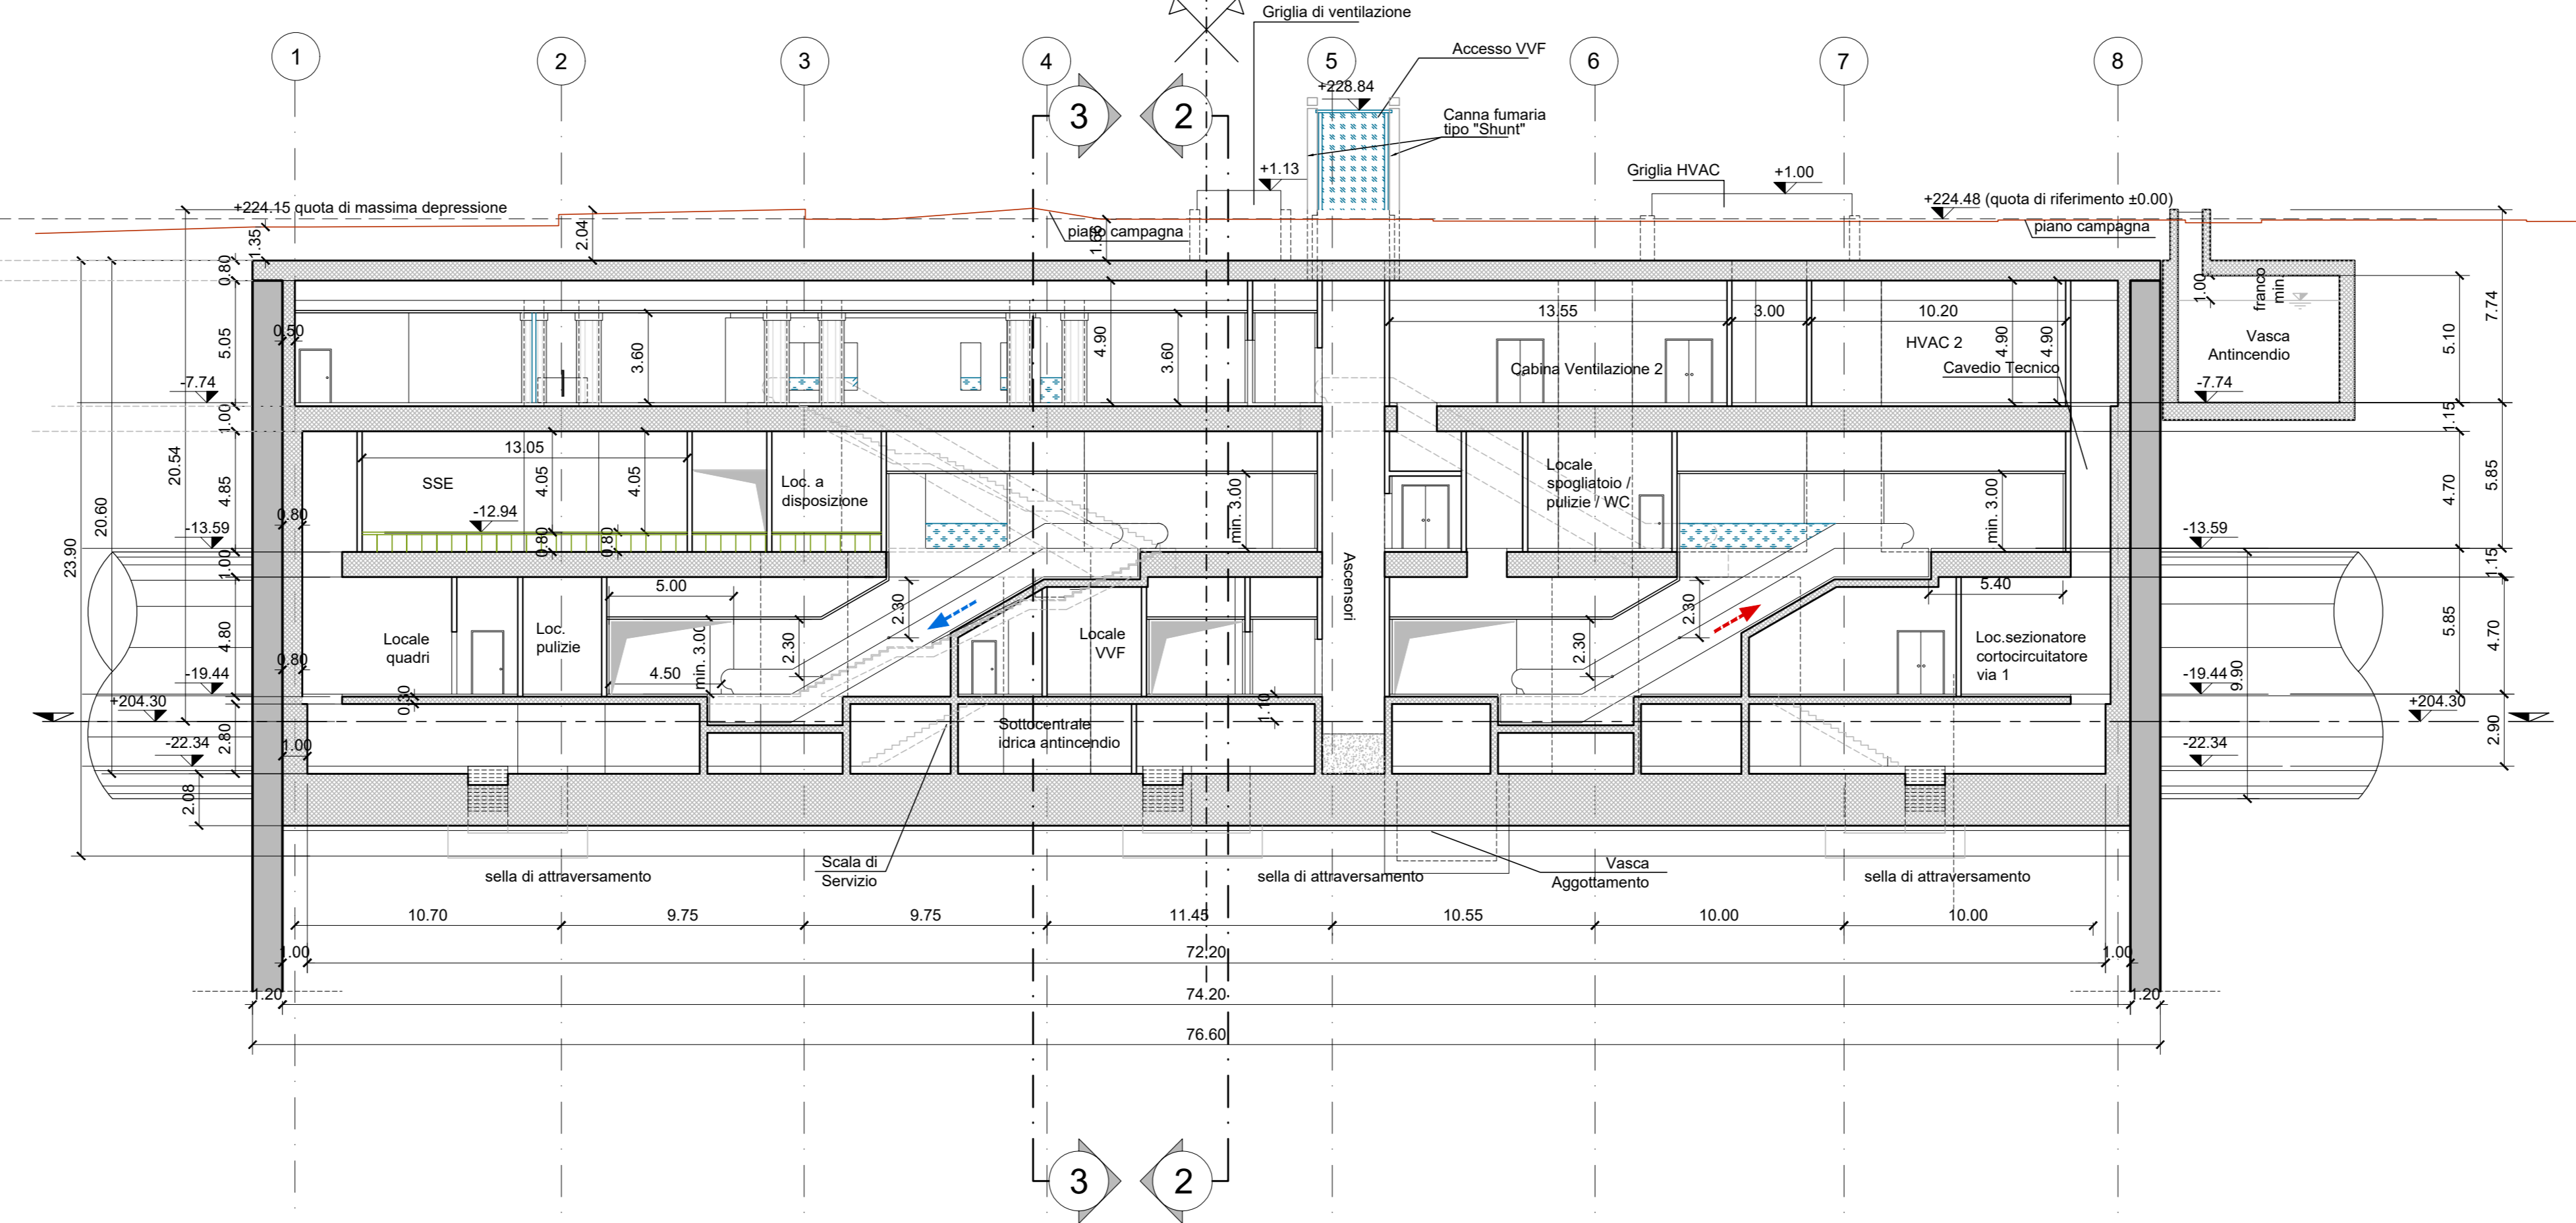 Griglia di ventilazione
1
2
3
4
5
6
7
8
Accesso VVF
+228.84
3
2
Canna fumaria
tipo "Shunt"
+1.13
Griglia HVAC
+1.00
+224.15 quota di massima depressione
+224.48 (quota di riferimento ±0.00)
piano campagna
piano campagna
1.35
2.04
0.80
1.00
franco
min
7.74
13.55
3.00
10.20
0.50
5.05
3.60
4.90
3.60
4.90
4.90
5.10
HVAC 2
Vasca
Antincendio
Cabina Ventilazione 2
Cavedio Tecnico
-7.74
-7.74
1.00
1.15
13.05
20.54
20.60
23.90
4.85
SSE
4.05
4.05
Loc. a
disposizione
min. 3.00
Locale
spogliatoio /
pulizie / WC
min. 3.00
4.70
5.85
-12.94
0.80
0.80
0.80
-13.59
-13.59
1.00
Ascensori
1.15
5.00
5.40
2.30
2.30
4.80
Locale
quadri
Loc.
pulizie
min. 3.00
2.30
Locale
VVF
2.30
Loc.sezionatore
cortocircuitatore
via 1
5.85
4.70
0.80
4.50
-19.44
-19.44
9.90
0.30
1.10
+204.30
+204.30
2.80
Sottocentrale
idrica antincendio
2.90
-22.34
1.00
-22.34
2.08
Scala di
Servizio
Vasca
Aggottamento
sella di attraversamento
sella di attraversamento
sella di attraversamento
10.70
9.75
9.75
11.45
10.55
10.00
10.00
1.00
72.20
1.00
1.20
74.20
1.20
76.60
3
2